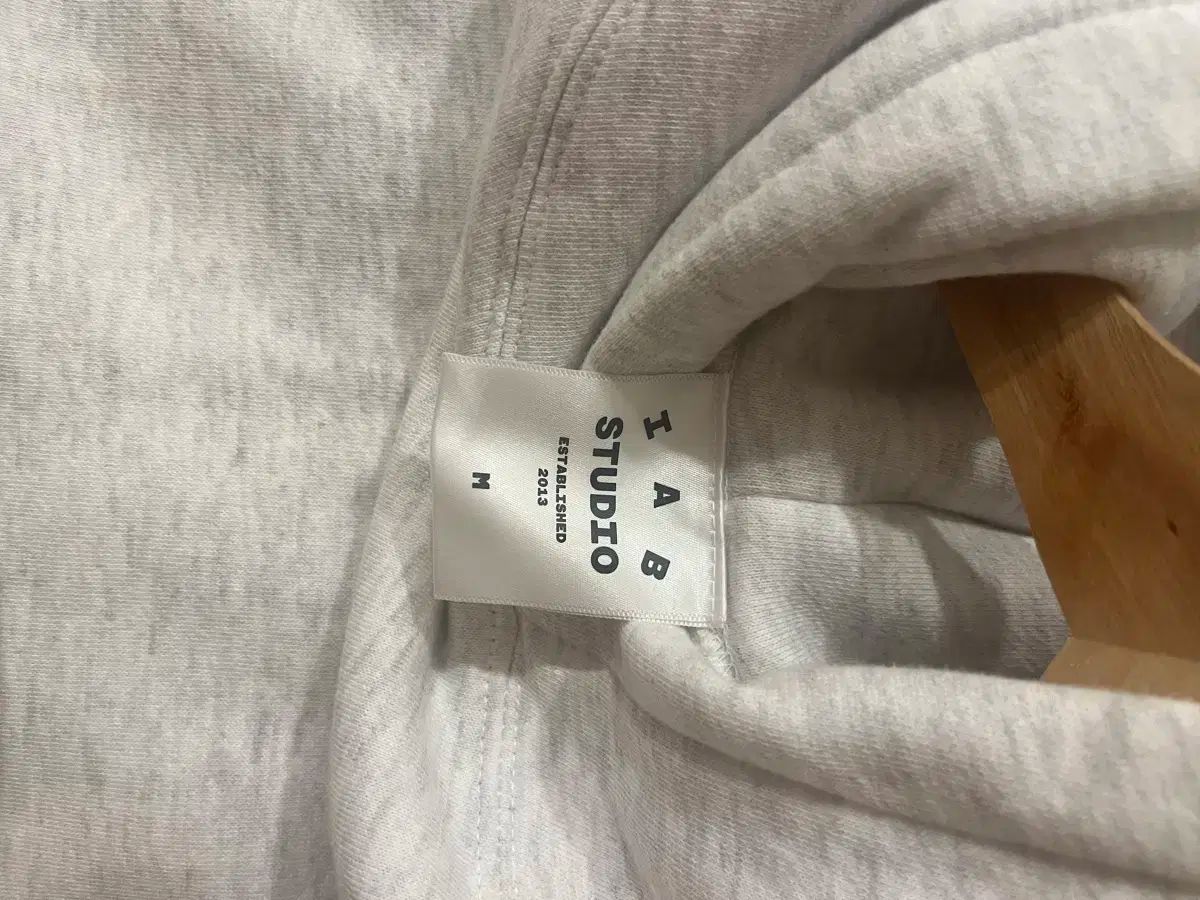 I A B
STUDIO
ESTABLISHED
2013
M